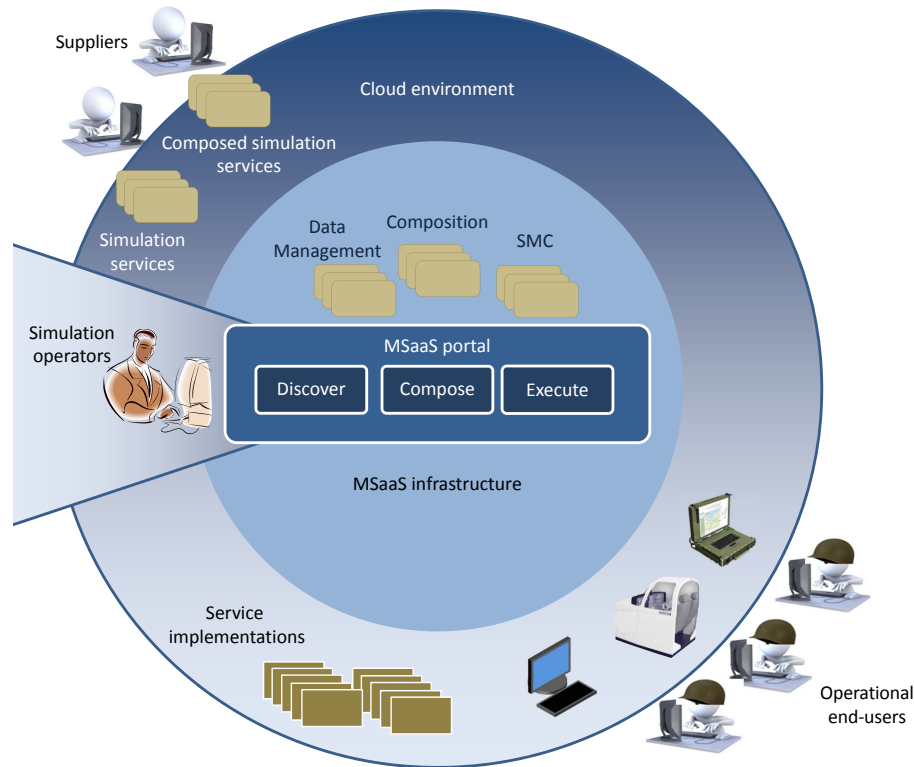 Suppliers
Cloud environment
Composed simulation
services
Simulation
services
Data
Management
Composition
SMC
Simulation
operators
MSaaS portal
Discover
Compose
Execute
MSaaS infrastructure
Service
implementations
Operational
end-users